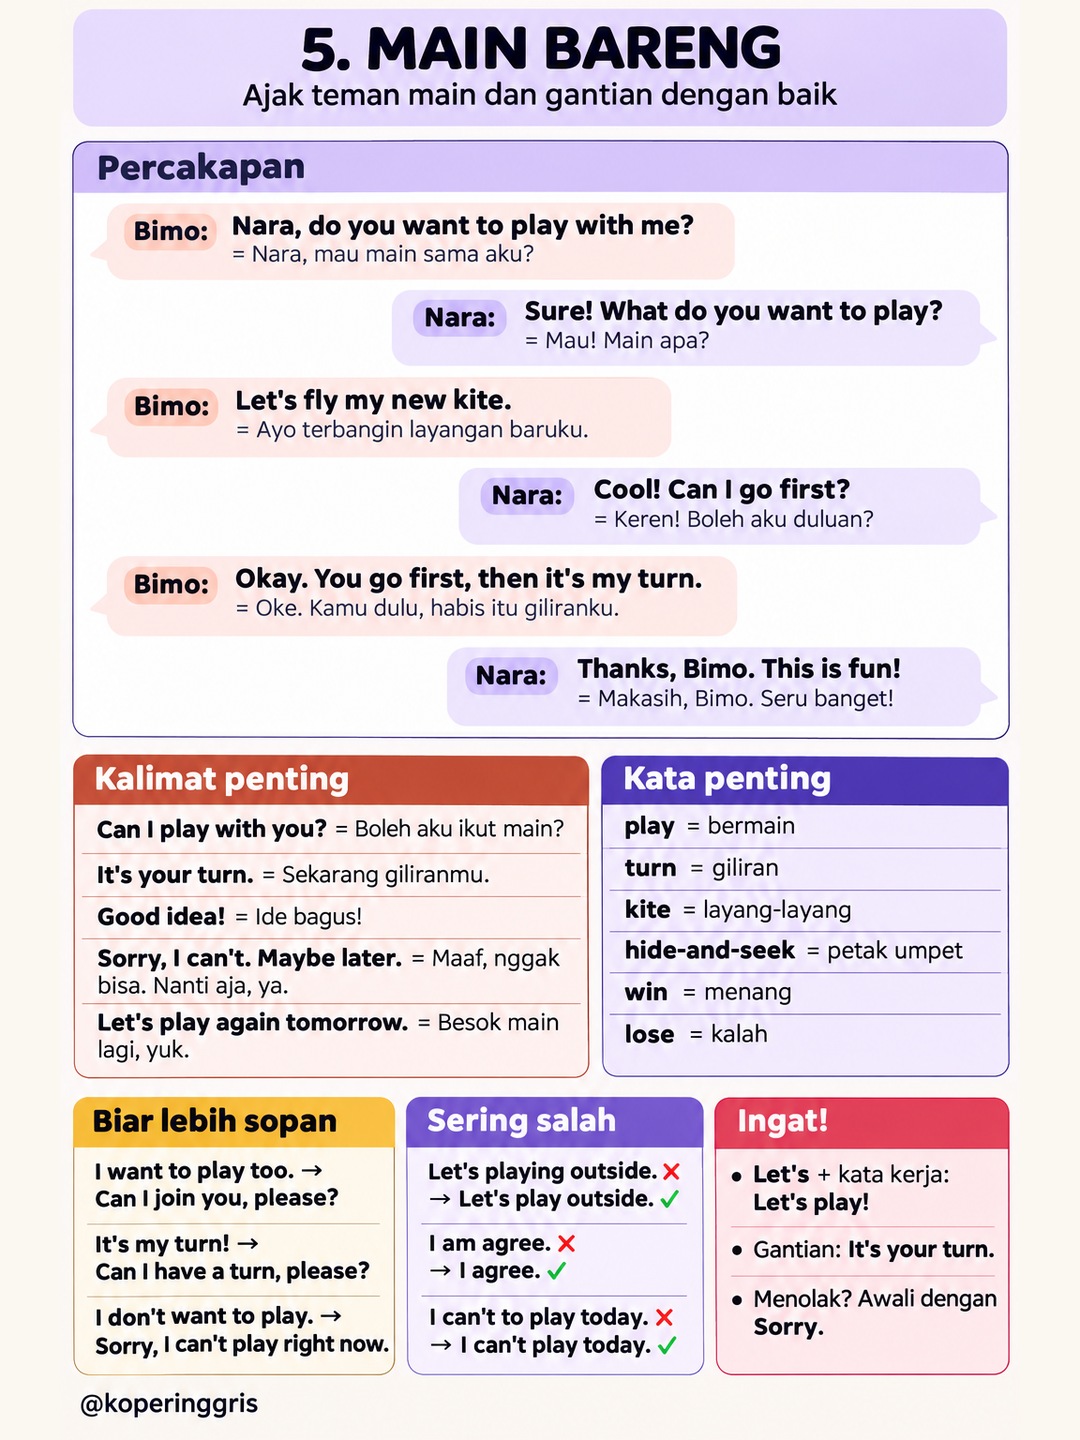 5. MAIN BARENG
Ajak teman main dan gantian dengan baik
Percakapan
Bimo: Nara, do you want to play with me?
= Nara, mau main sama aku?
Nara: Sure! What do you want to play?
= Mau! Main apa?
Bimo: Let's fly my new kite.
= Ayo terbangin layangan baruku.
Nara: Cool! Can I go first?
= Keren! Boleh aku duluan?
Bimo: Okay. You go first, then it's my turn.
= Oke. Kamu dulu, habis itu giliranku.
Nara: Thanks, Bimo. This is fun!
= Makasih, Bimo. Seru banget!
Kalimat penting
Can I play with you? = Boleh aku ikut main?
It's your turn. = Sekarang giliranmu.
Good idea! = Ide bagus!
Sorry, I can't. Maybe later. = Maaf, nggak
bisa. Nanti aja, ya.
Let's play again tomorrow. = Besok main
lagi, yuk.
Kata penting
play = bermain
turn = giliran
kite = layang-layang
hide-and-seek = petak umpet
win = menang
lose = kalah
Biar lebih sopan
I want to play too. →
Can I join you, please?
It's my turn! →
Can I have a turn, please?
I don't want to play. →
Sorry, I can't play right now.
Sering salah
Let's playing outside. ❌
→ Let's play outside. ✓
I am agree. ❌
→ I agree. ✓
I can't to play today. ❌
→ I can't play today. ✓
Ingat!
• Let's + kata kerja:
Let's play!
• Gantian: It's your turn.
• Menolak? Awali dengan
Sorry.
@koperinggris